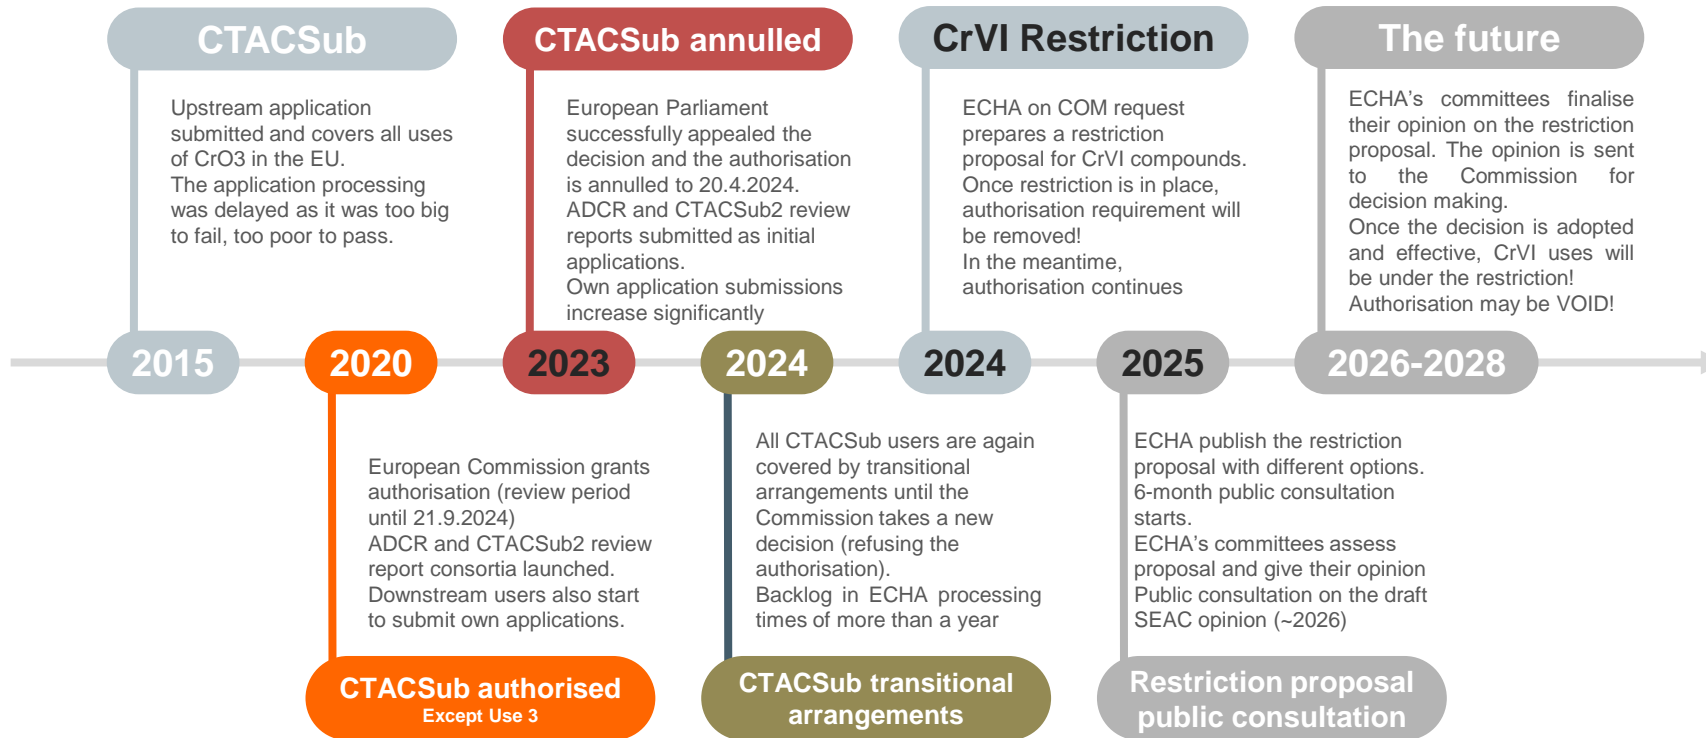 CTACSub
Upstream application
submitted and covers all uses
of CrO3 in the EU.
The application processing
was delayed as it was too big
to fail, too poor to pass.
2015
2020
European Commission grants
authorisation (review period
until 21.9.2024)
ADCR and CTACSub2 review
report consortia launched.
Downstream users also start
to submit own applications.
CTACSub authorised
Except Use 3
CTACSub annulled
European Parliament
successfully appealed the
decision and the authorisation
is annulled to 20.4.2024.
ADCR and CTACSub2 review
reports submitted as initial
applications.
Own application submissions
increase significantly
2023
2024
All CTACSub users are again
covered by transitional
arrangements until the
Commission takes a new
decision (refusing the
authorisation).
Backlog in ECHA processing
times of more than a year
CTACSub transitional
arrangements
CrVI Restriction
ECHA on COM request
prepares a restriction
proposal for CrVI compounds.
Once restriction is in place,
authorisation requirement will
be removed!
In the meantime,
authorisation continues
2024
2025
ECHA publish the restriction
proposal with different options.
6-month public consultation
starts.
ECHA's committees assess
proposal and give their opinion
Public consultation on the draft
SEAC opinion (~2026)
Restriction proposal
public consultation
The future
ECHA's committees finalise
their opinion on the restriction
proposal. The opinion is sent
to the Commission for
decision making.
Once the decision is adopted
and effective, CrVI uses will
be under the restriction!
Authorisation may be VOID!
2026-2028